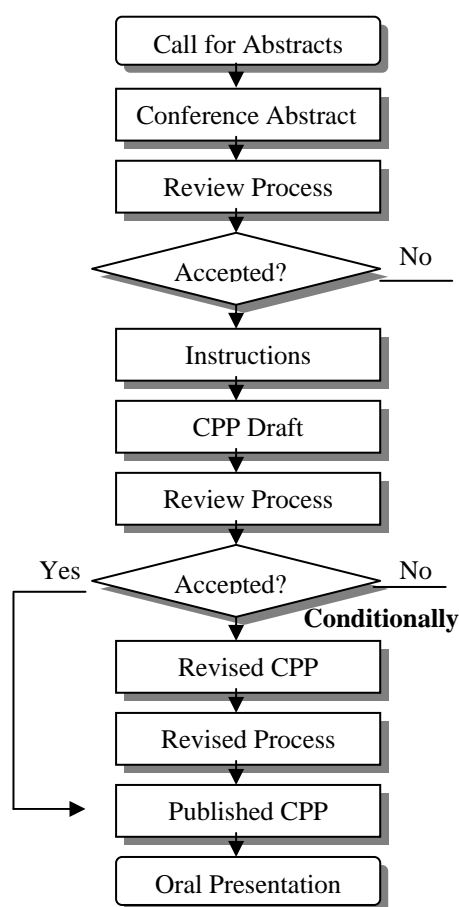 Call for Abstracts
Conference Abstract
Review Process
Accepted?
No
Instructions
CPP Draft
Review Process
Yes
Accepted?
No
Conditionally
Revised CPP
Revised Process
Published CPP
Oral Presentation